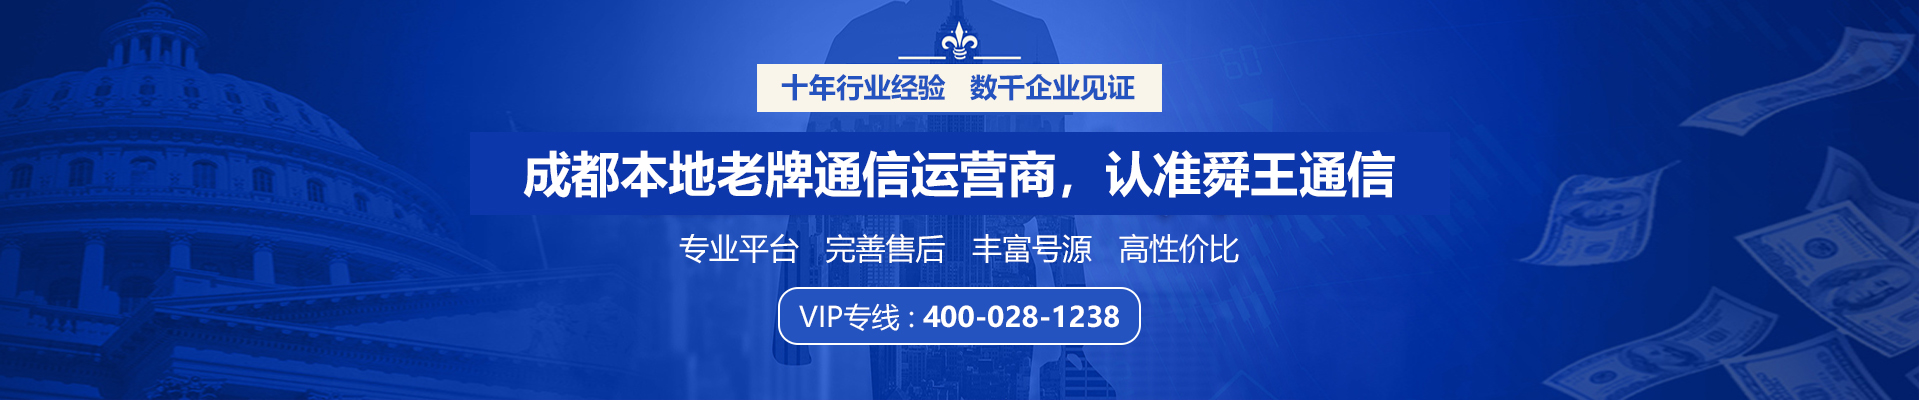 十年行业经验 数千企业见证
成都本地老牌通信运营商，认准舜王通信
专业平台 完善售后 丰富号源 高性价比
VIP专线 : 400-028-1238